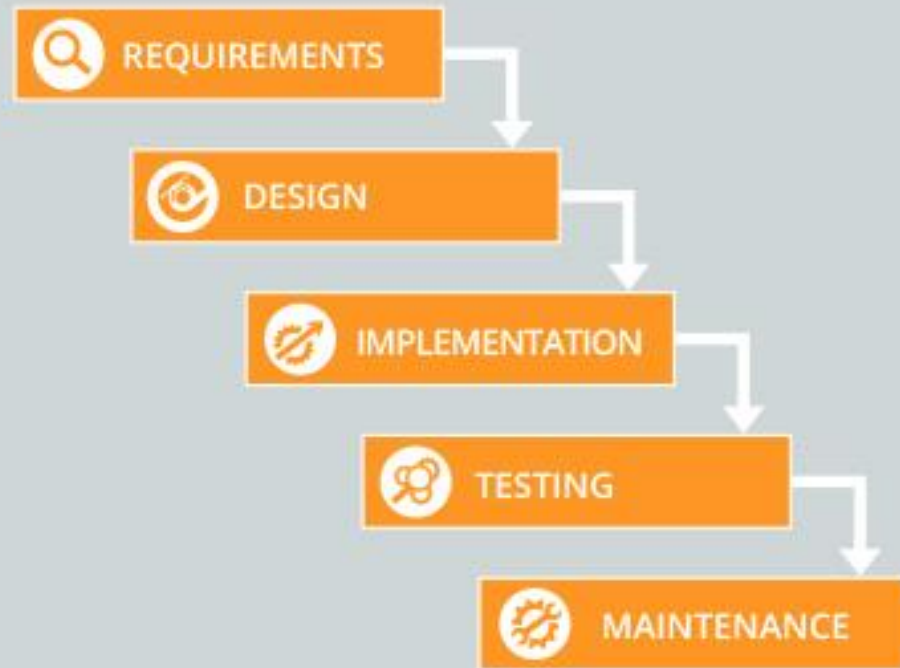 REQUIREMENTS
DESIGN
IMPLEMENTATION
TESTING
MAINTENANCE